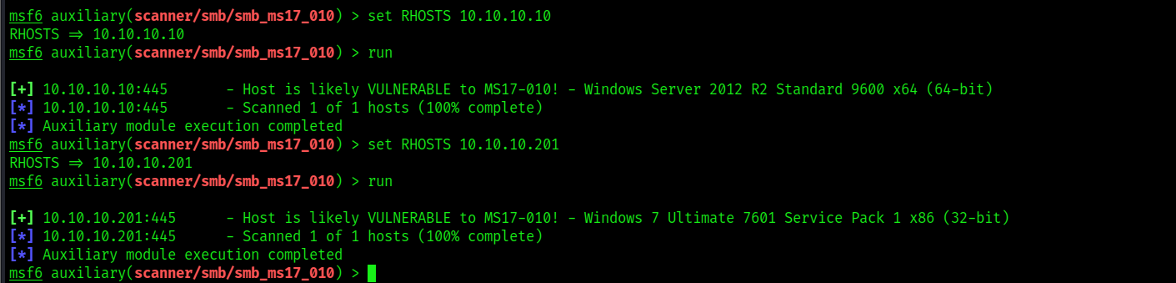 msf6 auxiliary(scanner/smb/smb_ms17_010) > set RHOSTS 10.10.10.10
RHOSTS => 10.10.10.10
msf6 auxiliary(scanner/smb/smb_ms17_010) > run
[+] 10.10.10.10:445 - Host is likely VULNERABLE to MS17-010! - Windows Server 2012 R2 Standard 9600 x64 (64-bit)
[*] 10.10.10.10:445 - Scanned 1 of 1 hosts (100% complete)
[*] Auxiliary module execution completed
msf6 auxiliary(scanner/smb/smb_ms17_010) > set RHOSTS 10.10.10.201
RHOSTS => 10.10.10.201
msf6 auxiliary(scanner/smb/smb_ms17_010) > run
[+] 10.10.10.201:445 - Host is likely VULNERABLE to MS17-010! - Windows 7 Ultimate 7601 Service Pack 1 x86 (32-bit)
[*] 10.10.10.201:445 - Scanned 1 of 1 hosts (100% complete)
[*] Auxiliary module execution completed
msf6 auxiliary(scanner/smb/smb_ms17_010) >